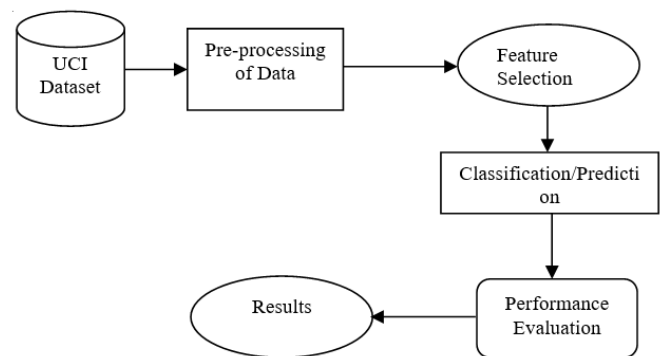 UCI
Dataset
Pre-processing
of Data
Feature
Selection
Classification/Predicti
on
Performance
Evaluation
Results